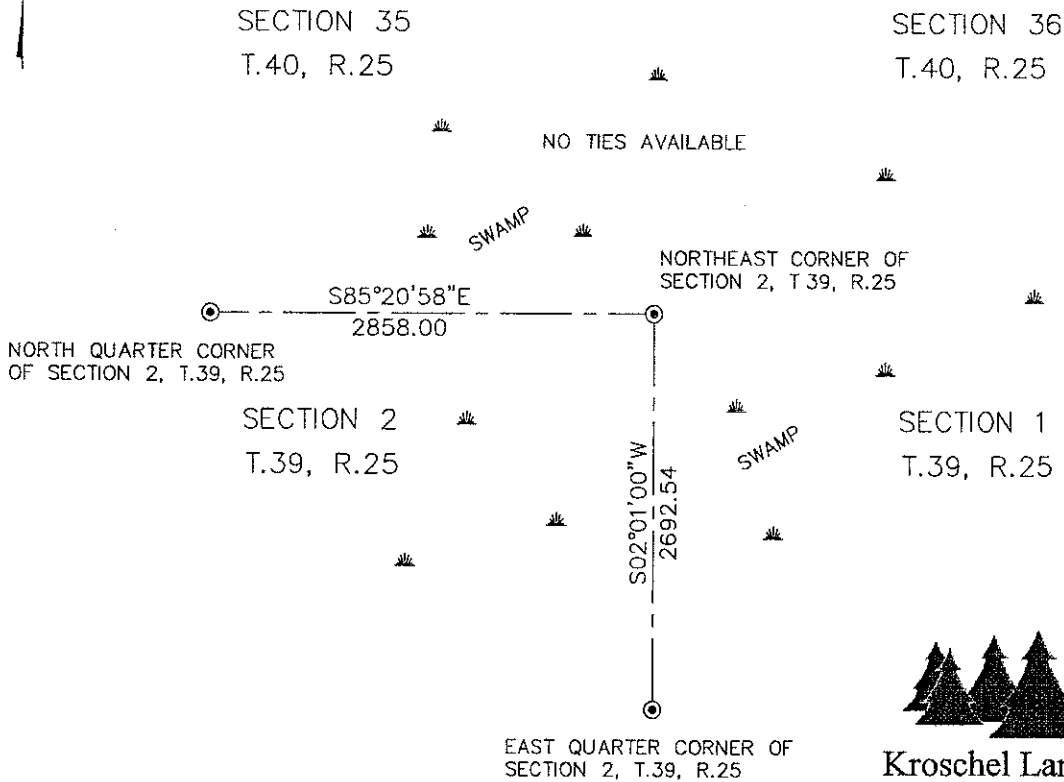 SECTION 35
T.40, R.25
SECTION 36
T.40, R.25
NO TIES AVAILABLE
SWAMP
NORTHEAST CORNER OF
SECTION 2, T 39, R.25
S85°20'58"E
2858.00
NORTH QUARTER CORNER
OF SECTION 2, T.39, R.25
SECTION 2
T.39, R.25
SECTION 1
T.39, R.25
SWAMP
S02°01'00"W
2692.54
EAST QUARTER CORNER OF
SECTION 2, T.39, R.25
Kroschel Lan